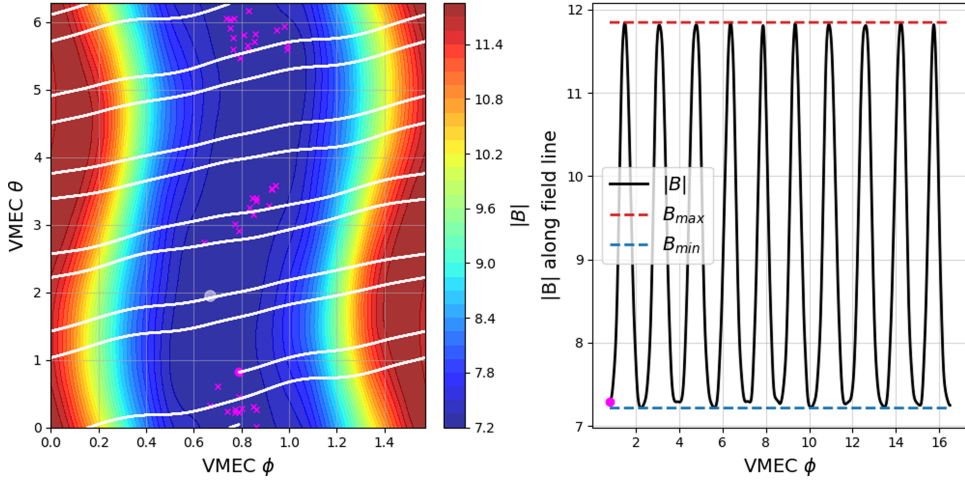 6
5
4
3
2
1
0
VMEC θ
0.0 0.2 0.4 0.6 0.8 1.0 1.2 1.4
VMEC ϕ
11.4
10.8
10.2
9.6
9.0
8.4
7.8
7.2
|B|
12
11
10
9
8
7
|B| along field line
|B|
B_max
B_min
2 4 6 8 10 12 14 16
VMEC ϕ